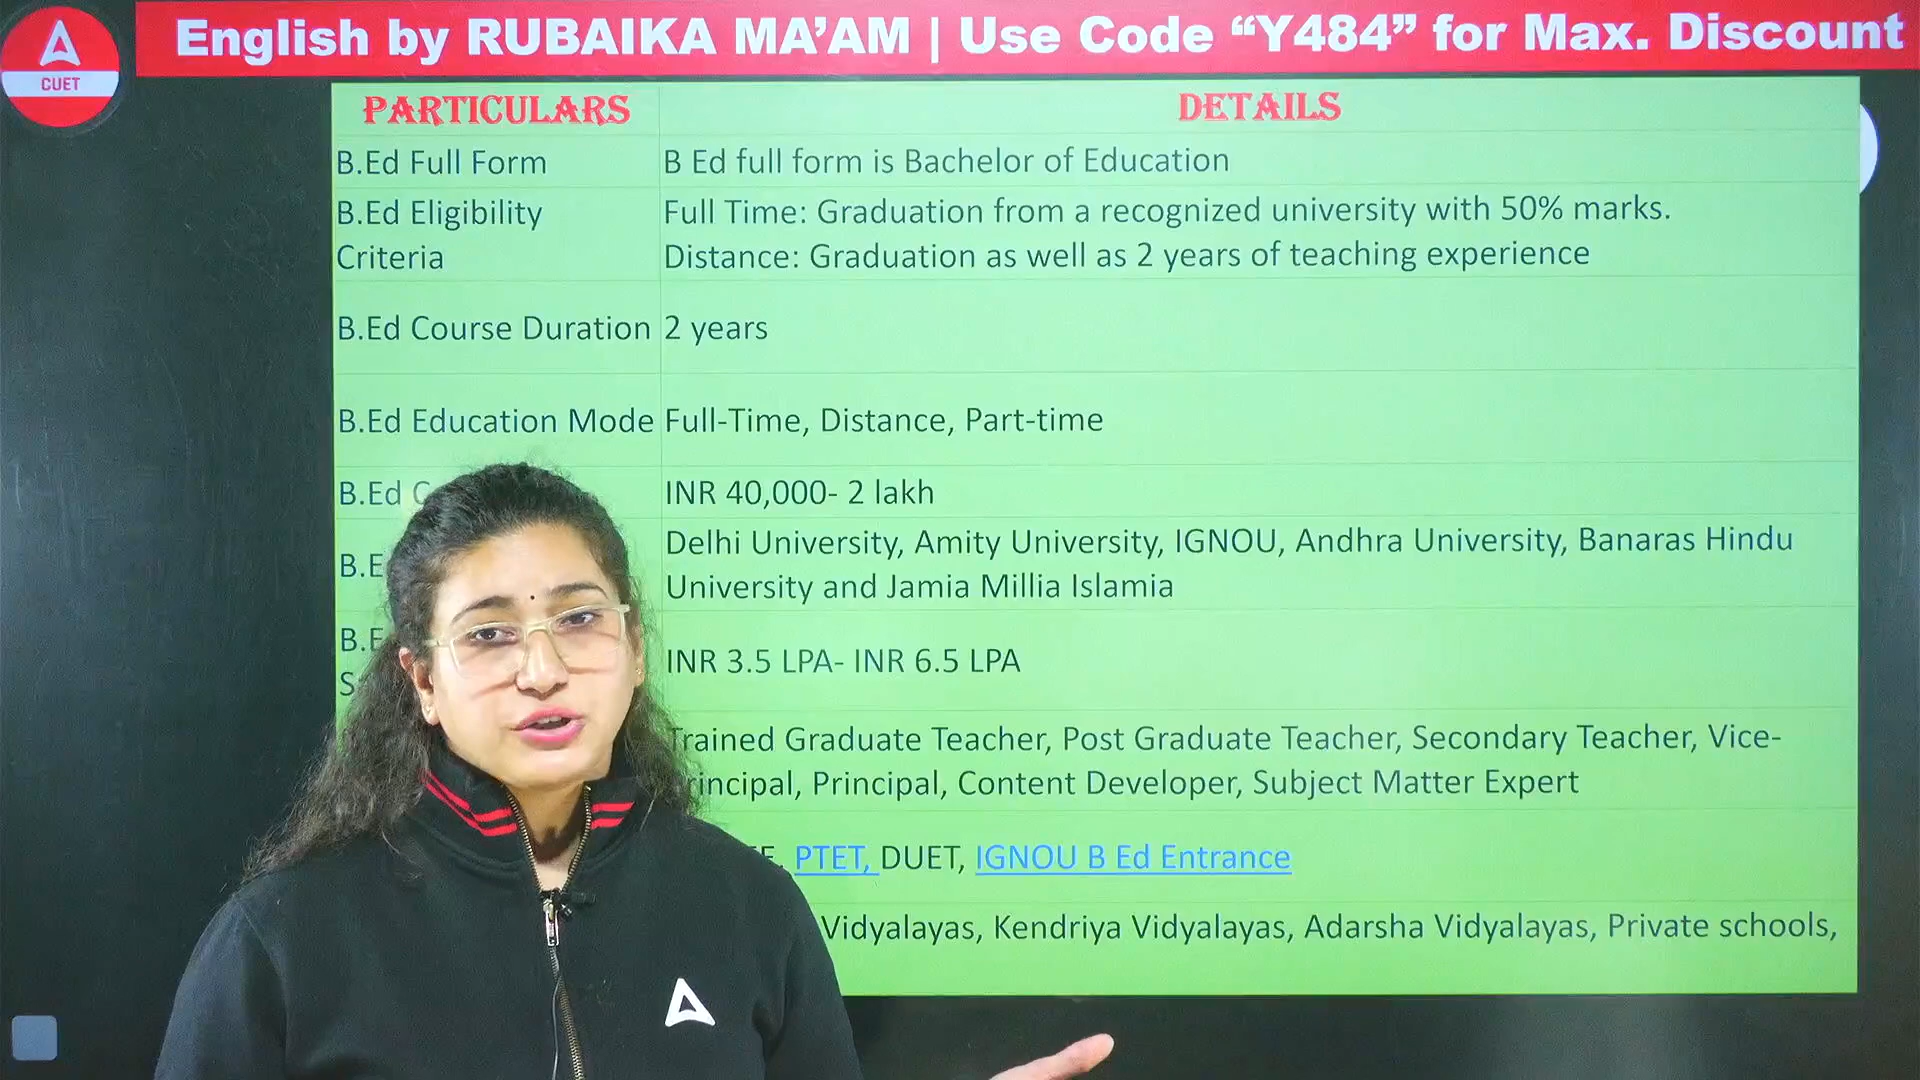 English by RUBAIKA MA’AM | Use Code “Y484” for Max. Discount
CUET
PARTICULARS DETAILS
B.Ed Full Form B Ed full form is Bachelor of Education
B.Ed Eligibility Full Time: Graduation from a recognized university with 50% marks.
Criteria Distance: Graduation as well as 2 years of teaching experience
B.Ed Course Duration 2 years
B.Ed Education Mode Full-Time, Distance, Part-time
B.Ed INR 40,000- 2 lakh
Delhi University, Amity University, IGNOU, Andhra University, Banaras Hindu
University and Jamia Millia Islamia
INR 3.5 LPA- INR 6.5 LPA
Trained Graduate Teacher, Post Graduate Teacher, Secondary Teacher, Vice-
Principal, Principal, Content Developer, Subject Matter Expert
PTET, DUET, IGNOU B Ed Entrance
Vidyalayas, Kendriya Vidyalayas, Adarsha Vidyalayas, Private schools,